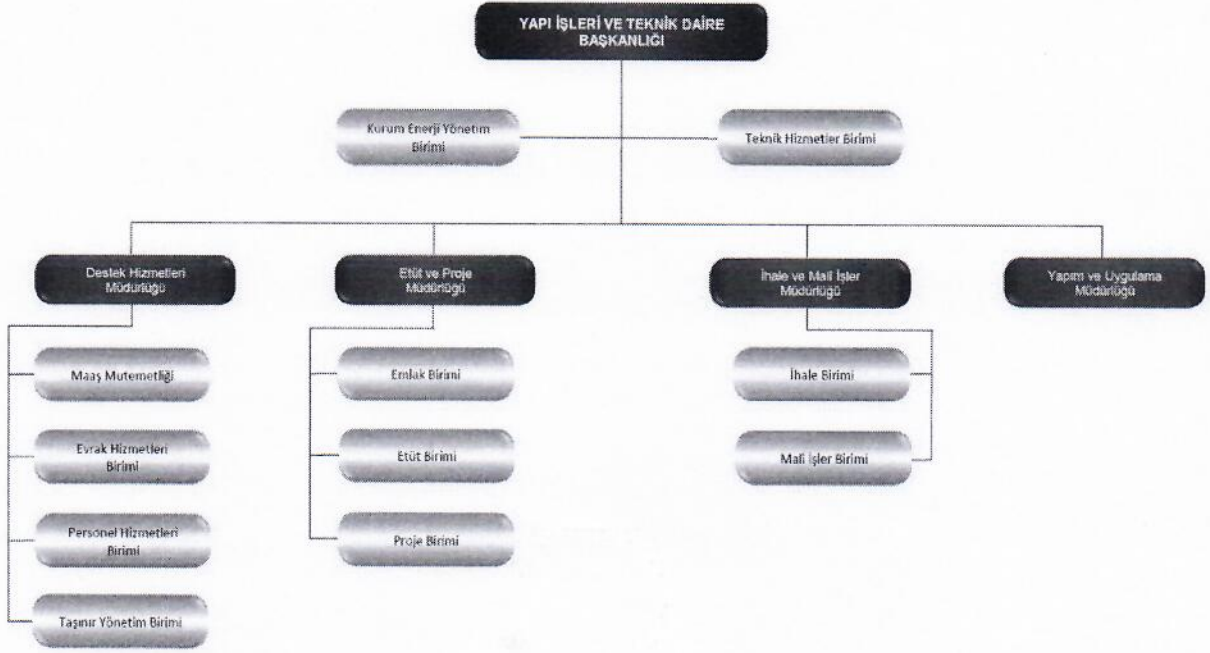 YAPI İŞLERİ VE TEKNİK DAİRE
BAŞKANLIĞI
Kurum Enerji Yönetim
Birimi
Teknik Hizmetler Birimi
Destek Hizmetleri
Müdürlüğü
Etüt ve Proje
Müdürlüğü
İhale ve Mali İşler
Müdürlüğü
Yapım ve Uygulama
Müdürlüğü
Maaş Mutemetliği
Emlak Birimi
İhale Birimi
Evrak Hizmetleri
Birimi
Etüt Birimi
Mali İşler Birimi
Personel Hizmetleri
Birimi
Proje Birimi
Taşınır Yönetim Birimi